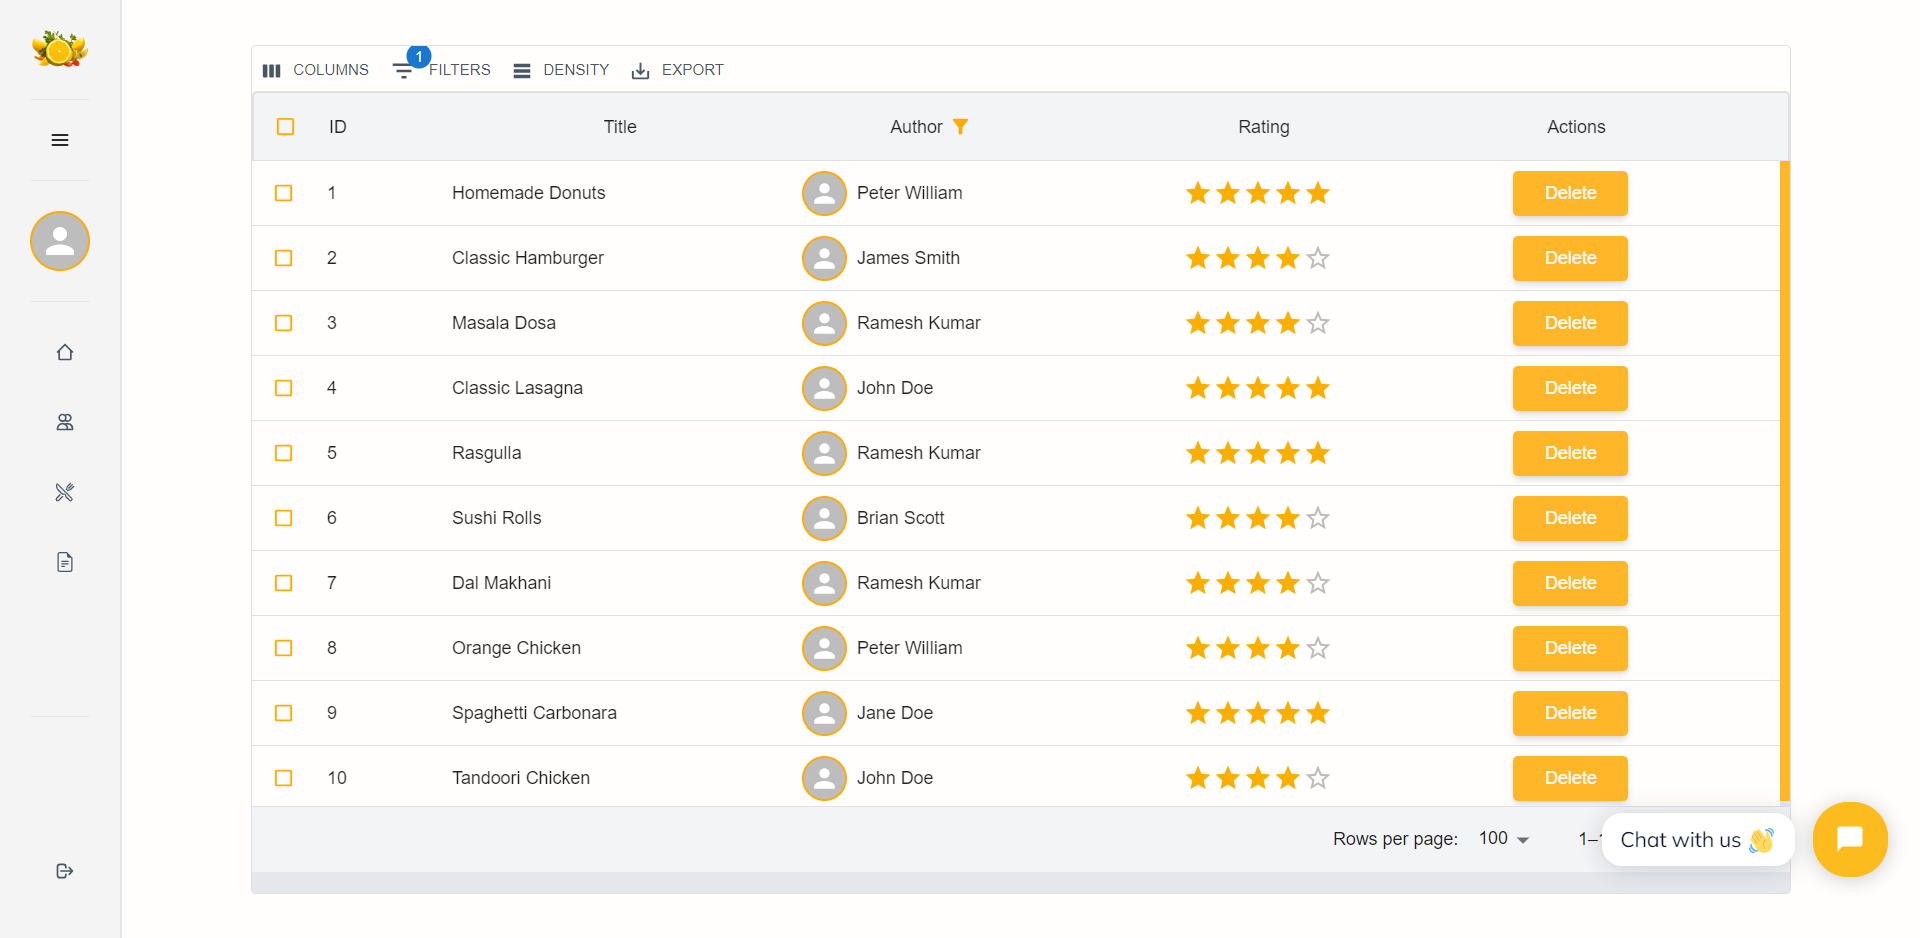 COLUMNS 1 FILTERS DENSITY EXPORT
ID Title Author Rating Actions
1 Homemade Donuts Peter William Delete
2 Classic Hamburger James Smith Delete
3 Masala Dosa Ramesh Kumar Delete
4 Classic Lasagna John Doe Delete
5 Rasgulla Ramesh Kumar Delete
6 Sushi Rolls Brian Scott Delete
7 Dal Makhani Ramesh Kumar Delete
8 Orange Chicken Peter William Delete
9 Spaghetti Carbonara Jane Doe Delete
10 Tandoori Chicken John Doe Delete
Rows per page: 100
Chat with us 👋